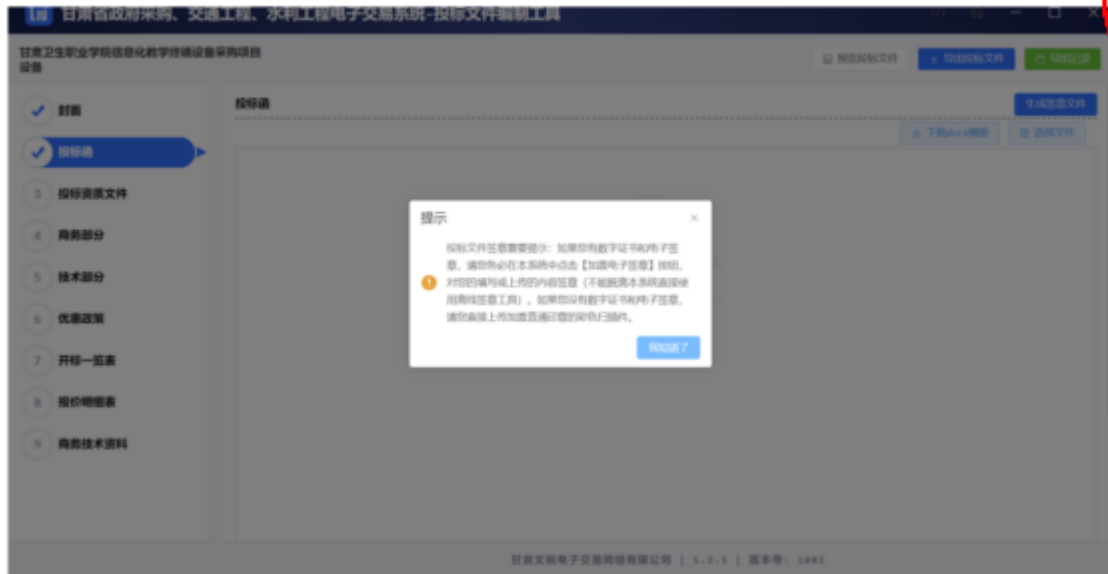 甘肃省政府采购、交通工程、水利工程电子交易系统-投标文件编制工具
甘肃卫生职业学院信息化教学终端设备采购项目
设备
预览投标文件
导出投标文件
导出记录
封面
投标函
投标资质文件
商务部分
技术部分
优惠政策
开标一览表
报价明细表
商务技术资料
投标函
生成签章文件
下载docx模版
选择文件
提示
投标文件签章重要提示：如果您有数字证书和电子签
章，请您务必在本系统中点击【加盖电子签章】按钮，
对您的填写或上传的内容签章（不能脱离本系统直接使
用离线签章工具）。如果您没有数字证书和电子签章，
请您直接上传加盖普通印章的彩色扫描件。
我知道了
甘肃文锐电子交易网络有限公司 | 1.2.3 | 版本号: 1002